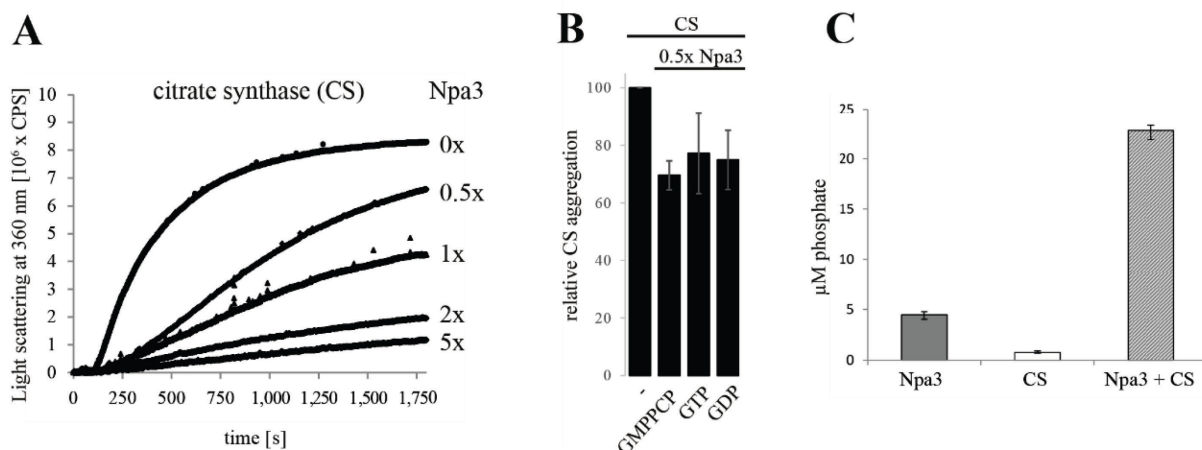 A
citrate synthase (CS)
Npa3
Light scattering at 360 nm [10⁶ x CPS]
10
9
8
7
6
5
4
3
2
1
0
0x
0.5x
1x
2x
5x
0
250
500
750
1,000
1,250
1,500
1,750
time [s]
B
CS
0.5x Npa3
relative CS aggregation
100
80
60
40
20
0
-
GMPPCP
GTP
GDP
C
µM phosphate
25
20
15
10
5
0
Npa3
CS
Npa3 + CS